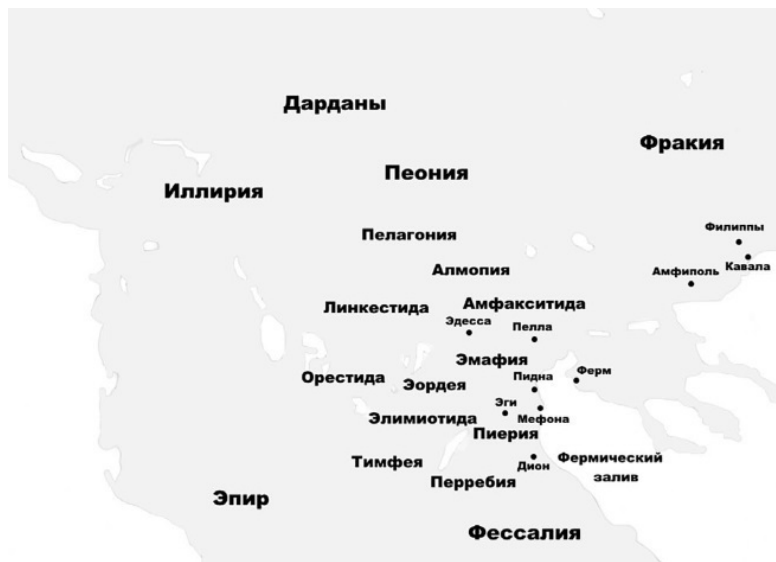 Дарданы
Фракия
Пеония
Иллирия
Филиппы
Пелагония
Кавала
Алмопия
Амфиполь
Линкестида
Амфакситида
Эдесса
Пелла
Эмафия
Ферм
Орестида
Эордея
Пидна
Эги
Элимиотида
Мефона
Пиерия
Фермический
залив
Тимфея
Дион
Перребия
Эпир
Фессалия